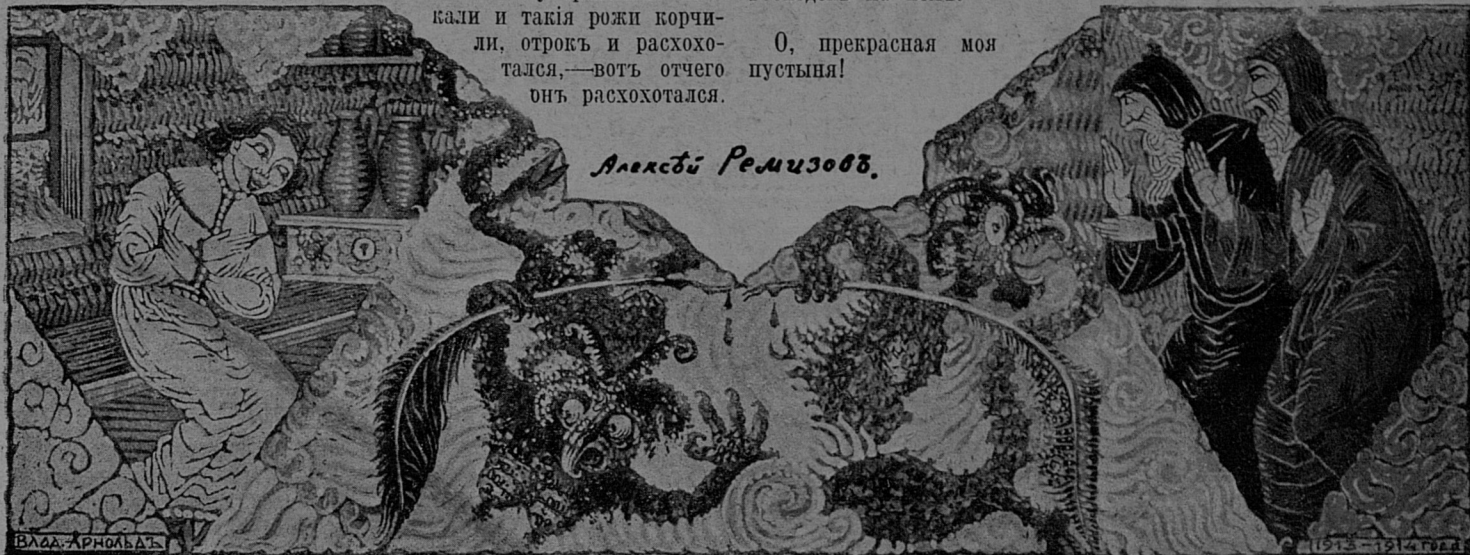 кали и такія рожи корчи-
ли, отрокъ и расхохо-
тался,—вотъ отчего
онъ расхохотался.
О, прекрасная моя
пустыня!
Алексѣй Ремизовъ.
Влад. Арнольдъ
1913-1914 года